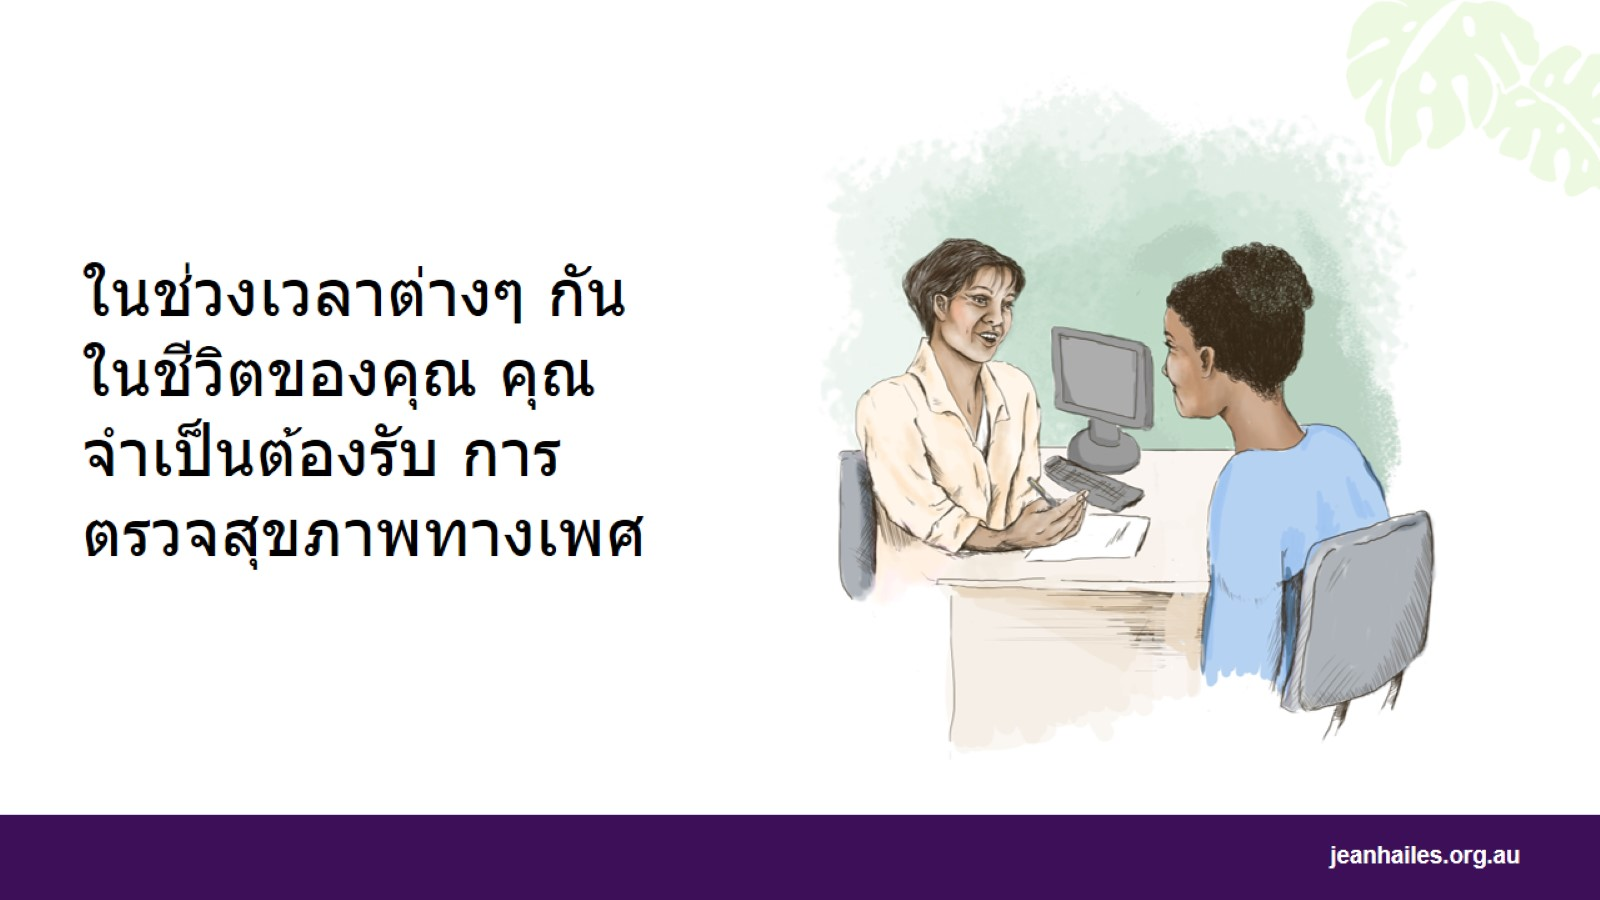 ในช่วงเวลาต่างๆ กัน
ในชีวิตของคุณ คุณ
จำเป็นต้องรับ การ
ตรวจสุขภาพทางเพศ
jeanhailes.org.au